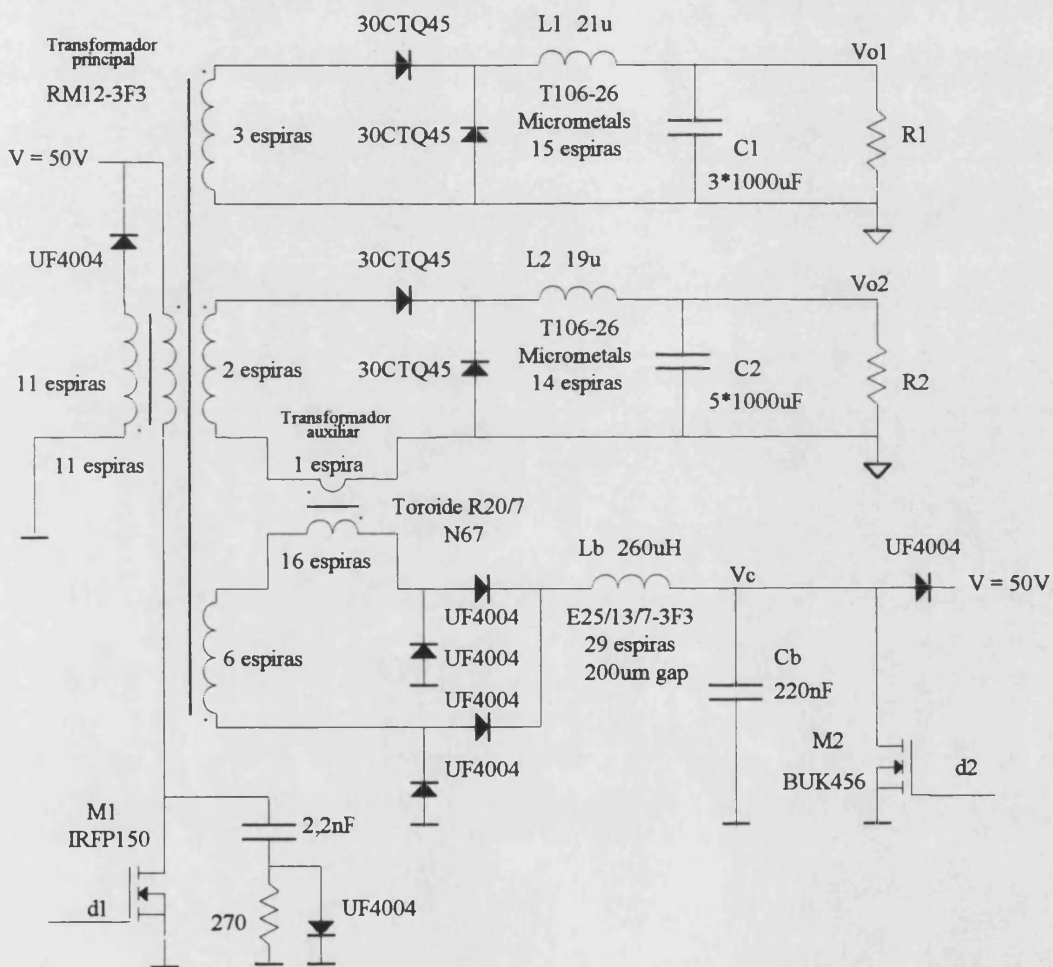 30CTQ45
L1 21u
Vo1
Transformador
principal
RM12-3F3
T106-26
Micrometals
15 espiras
3 espiras
30CTQ45
C1
3*1000uF
R1
V = 50V
UF4004
30CTQ45
L2 19u
Vo2
T106-26
Micrometals
14 espiras
11 espiras
2 espiras
30CTQ45
C2
5*1000uF
R2
Transformador
auxiliar
11 espiras
1 espira
Toroide R20/7
N67
16 espiras
Lb 260uH
Vc
UF4004
V = 50V
UF4004
E25/13/7-3F3
29 espiras
200um gap
6 espiras
UF4004
UF4004
Cb
220nF
UF4004
M2
BUK456
d2
M1
IRFP150
2,2nF
d1
270
UF4004